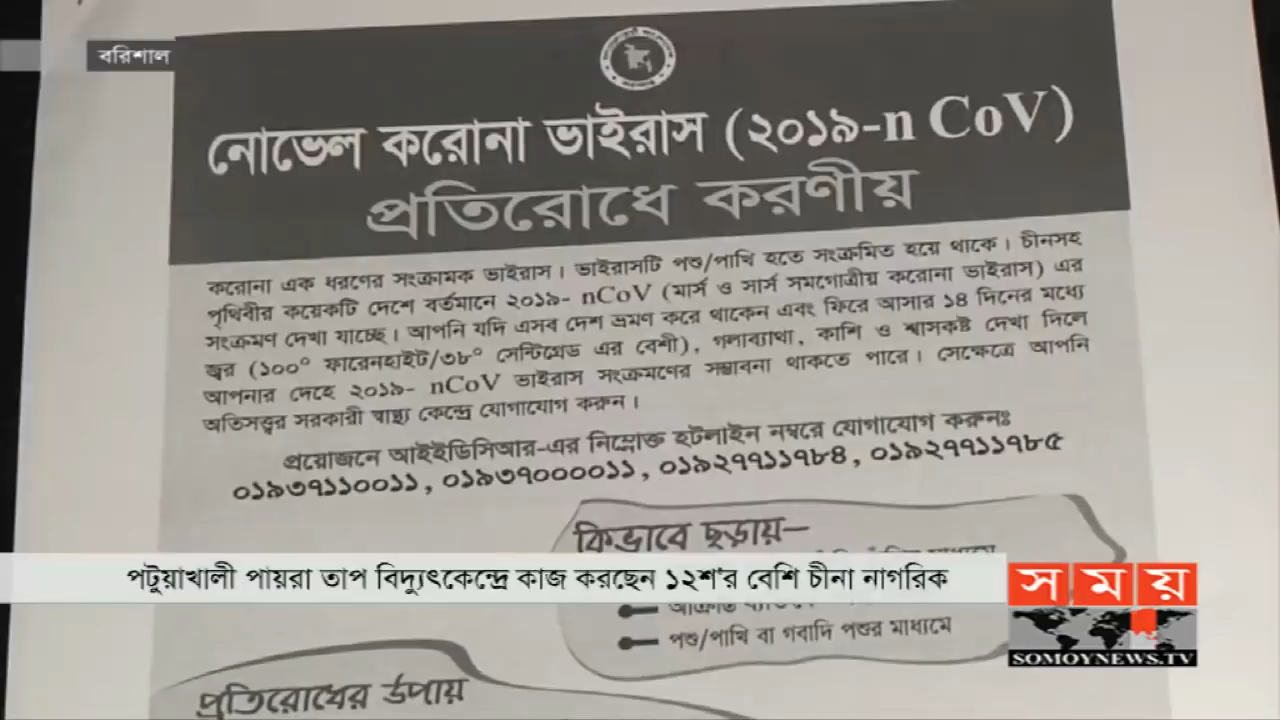 বরিশাল
নোভেল করোনা ভাইরাস (২০১৯-n CoV)
প্রতিরোধে করণীয়
করোনা এক ধরণের সংক্রামক ভাইরাস। ভাইরাসটি পশু/পাখি হতে সংক্রমিত হয়ে থাকে। চীনসহ
পৃথিবীর কয়েকটি দেশে বর্তমানে ২০১৯- nCoV (মার্স ও সার্স সমগোত্রীয় করোনা ভাইরাস) এর
সংক্রমণ দেখা যাচ্ছে। আপনি যদি এসব দেশ ভ্রমণ করে থাকেন এবং ফিরে আসার ১৪ দিনের মধ্যে
জ্বর (১০০° ফারেনহাইট/৩৮° সেন্টিগ্রেড এর বেশী), গলাব্যাথা, কাশি ও শ্বাসকষ্ট দেখা দিলে
আপনার দেহে ২০১৯- nCoV ভাইরাস সংক্রমণের সম্ভাবনা থাকতে পারে। সেক্ষেত্রে আপনি
অতিসত্ত্বর সরকারী স্বাস্থ্য কেন্দ্রে যোগাযোগ করুন।
প্রয়োজনে আইইডিসিআর-এর নিম্নোক্ত হটলাইন নম্বরে যোগাযোগ করুনঃ
০১৯৩৭১১০০১১, ০১৯৩৭০০০০১১, ০১৯২৭৭১১৭৮৪, ০১৯২৭৭১১৭৮৫
কিভাবে ছড়ায়–
পটুয়াখালী পায়রা তাপ বিদ্যুৎকেন্দ্রে কাজ করছেন ১২শ'র বেশি চীনা নাগরিক
পশু/পাখি বা গবাদি পশুর মাধ্যমে
প্রতিরোধের উপায়
সময়
SOMOYNEWS.TV